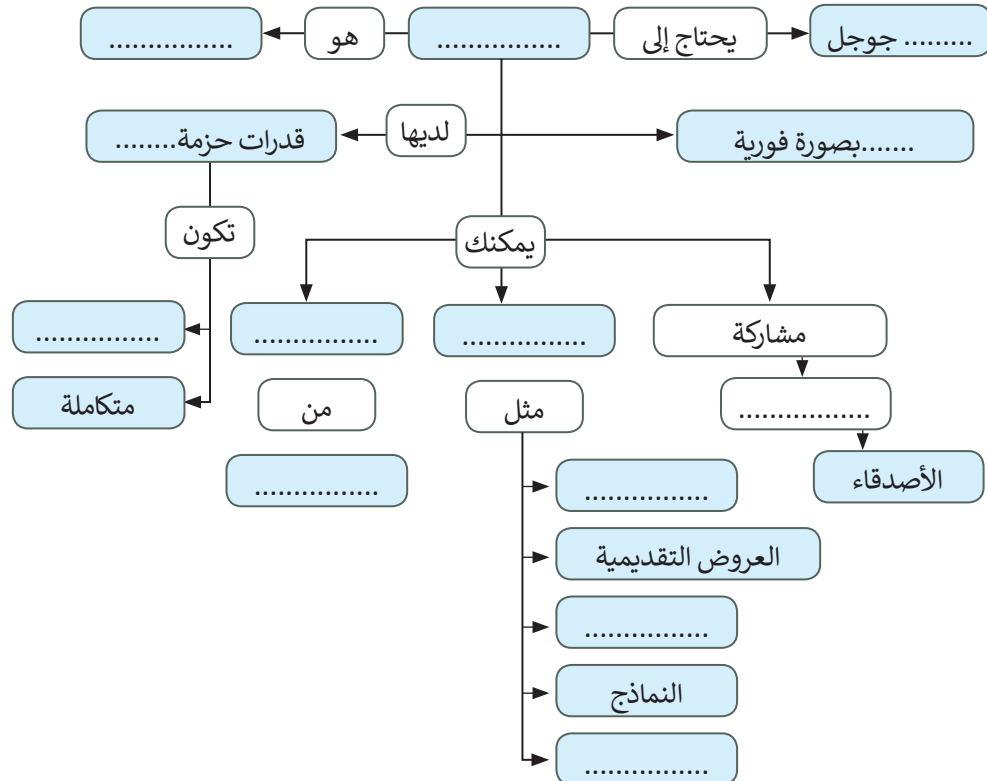 ......... جوجل
يحتاج إلى
................
هو
................
.......بصورة فورية
لديها
قدرات حزمة........
تكون
................
متكاملة
يمكنك
مشاركة
.................
الأصدقاء
................
مثل
................
العروض التقديمية
................
النماذج
................
................
من
................